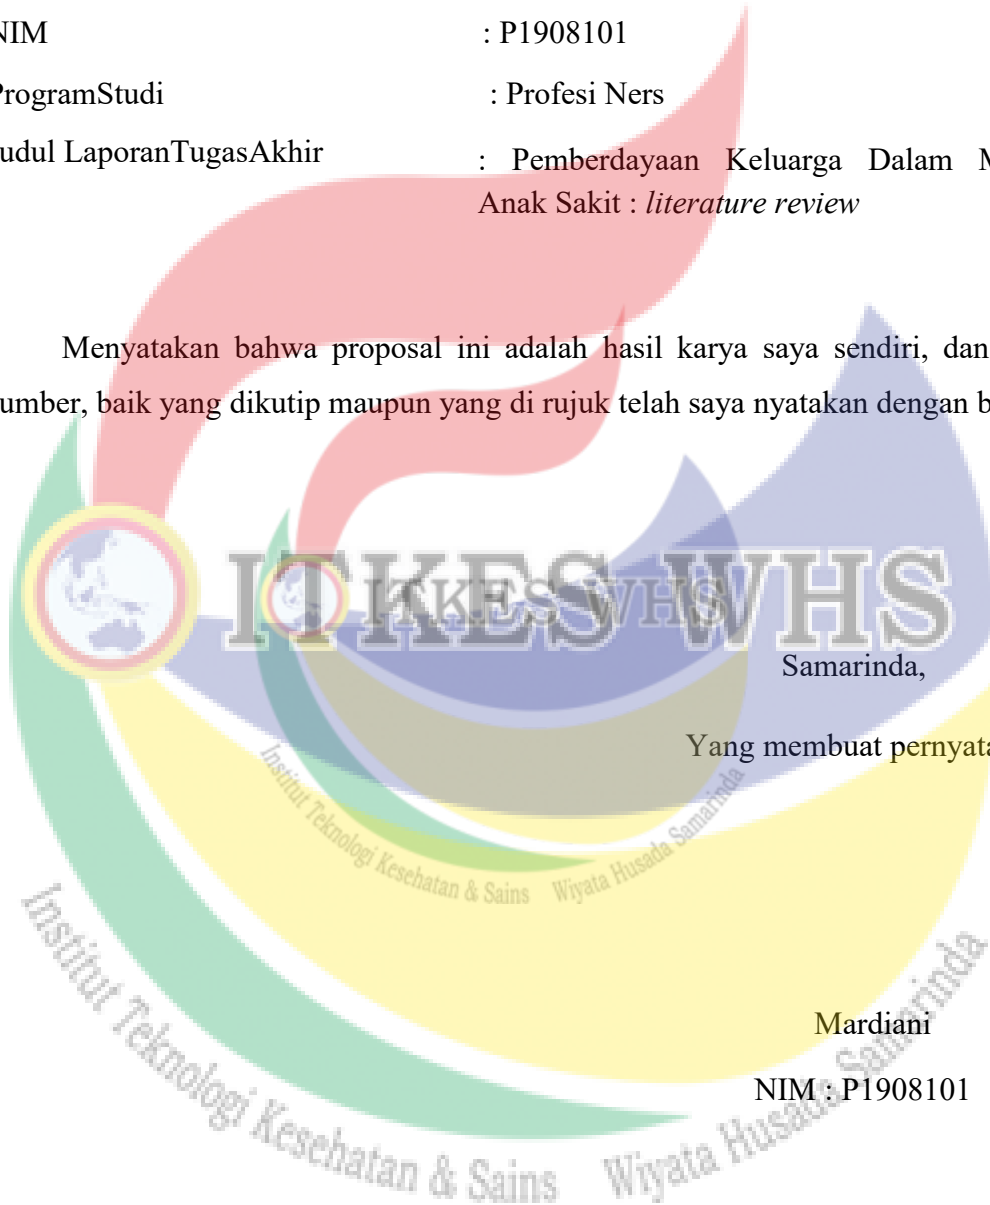 NIM : P1908101
ProgramStudi : Profesi Ners
udul LaporanTugasAkhir : Pemberdayaan Keluarga Dalam M
Anak Sakit : literature review
Menyatakan bahwa proposal ini adalah hasil karya saya sendiri, dan
umber, baik yang dikutip maupun yang di rujuk telah saya nyatakan dengan b
ITKES WHS
ITKES WHS
Samarinda,
Yang membuat pernyata
Institut Teknologi Kesehatan & Sains Wiyata Husada Samarinda
Institut Teknologi Kesehatan & Sains Wiyata Husada Samarinda
Mardiani
NIM : P1908101